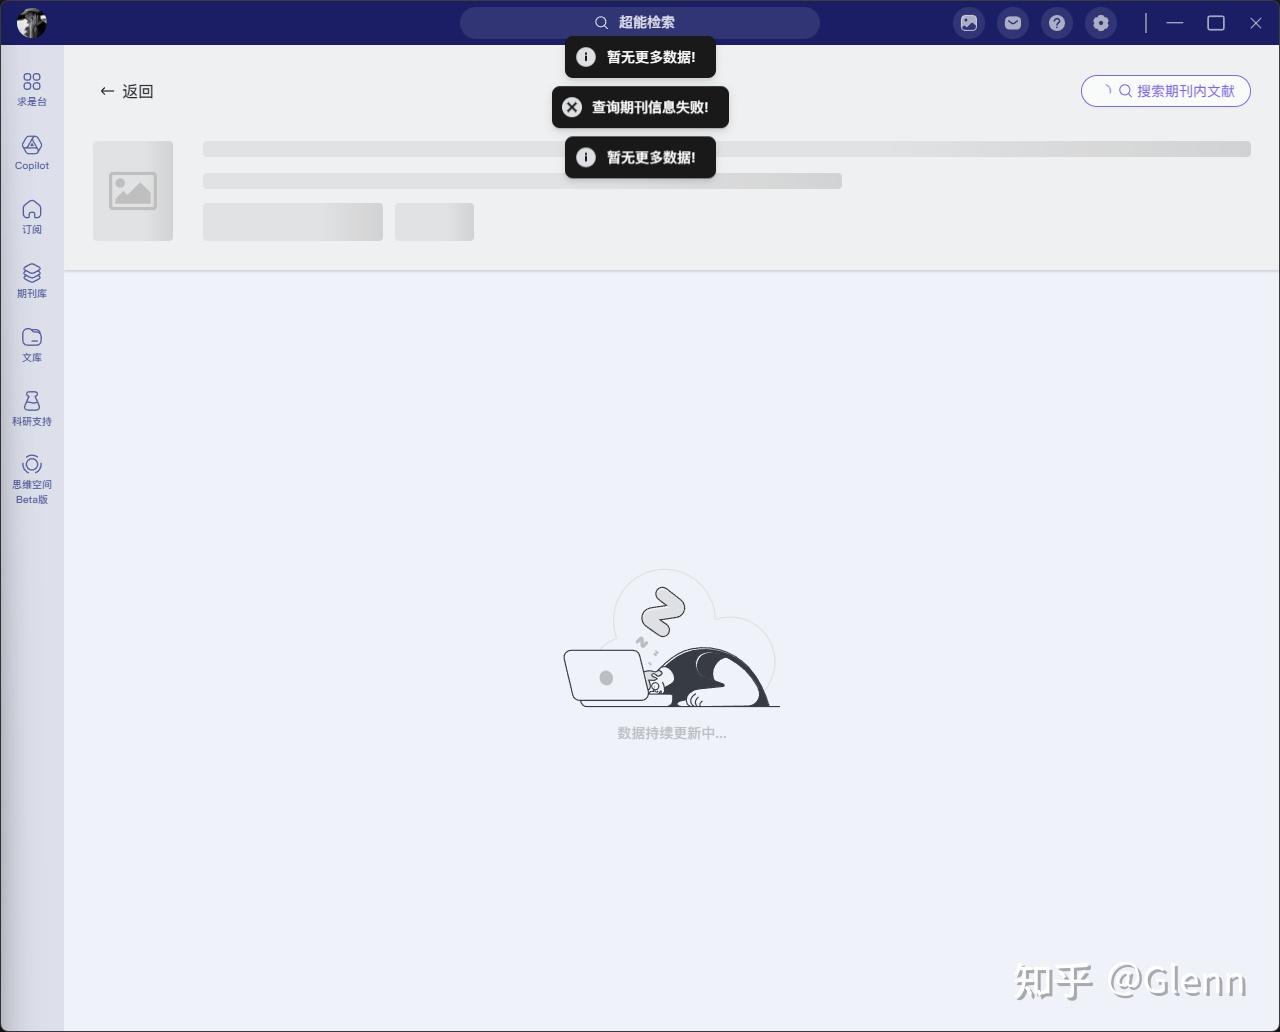 超能检索
暂无更多数据!
查询期刊信息失败!
暂无更多数据!
返回
搜索期刊内文献
求是台
Copilot
订阅
期刊库
文库
科研支持
思维空间
Beta版
数据持续更新中...
知乎 @Glenn